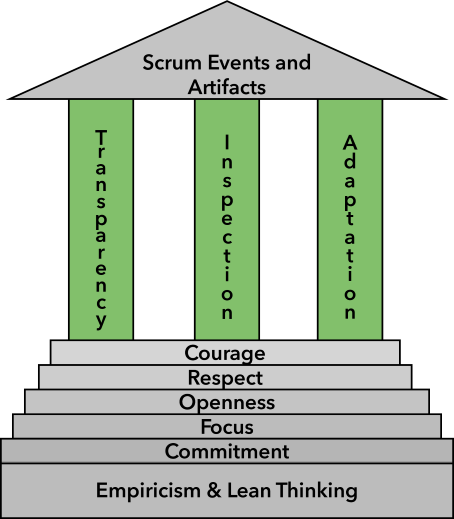 Scrum Events and
Artifacts
Transparency
Inspection
Adaptation
Courage
Respect
Openness
Focus
Commitment
Empiricism & Lean Thinking